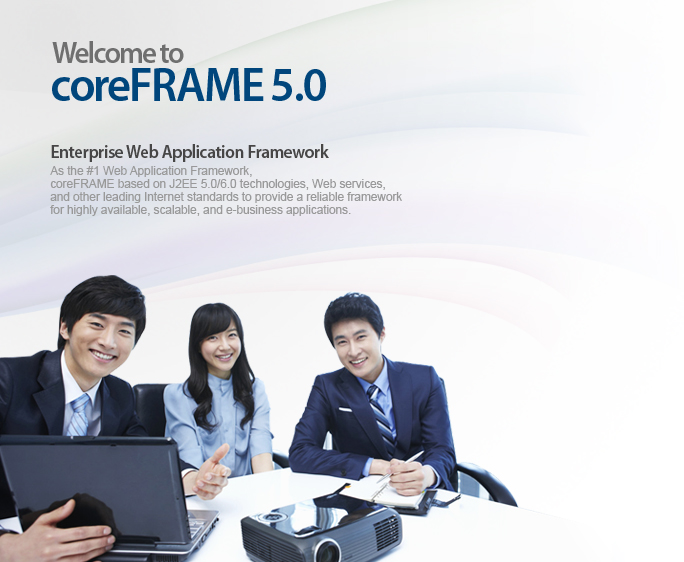 Welcome to
coreFRAME 5.0
Enterprise Web Application Framework
As the #1 Web Application Framework,
coreFRAME based on J2EE 5.0/6.0 technologies, Web services,
and other leading Internet standards to provide a reliable framework
for highly available, scalable, and e-business applications.